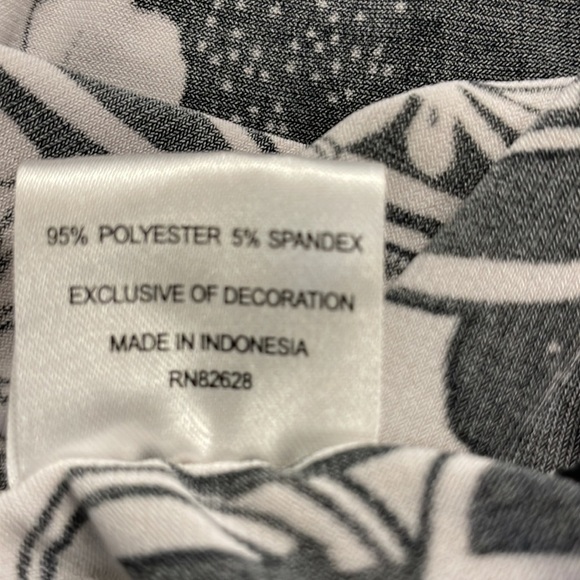 95% POLYESTER 5% SPANDEX
EXCLUSIVE OF DECORATION
MADE IN INDONESIA
RN82628